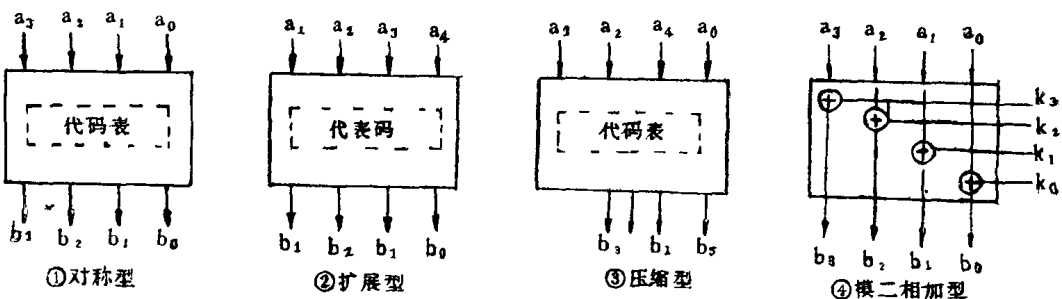 a₃ a₂ a₁ a₀
代码表
b₃ b₂ b₁ b₀
①对称型
a₁ a₂ a₃ a₄
代表码
b₁ b₂ b₁ b₀
②扩展型
a₃ a₂ a₄ a₀
代码表
b₃ b₁ b₅
③压缩型
a₃ a₂ a₁ a₀
k₃
k₂
k₁
k₀
b₃ b₂ b₁ b₀
④模二相加型